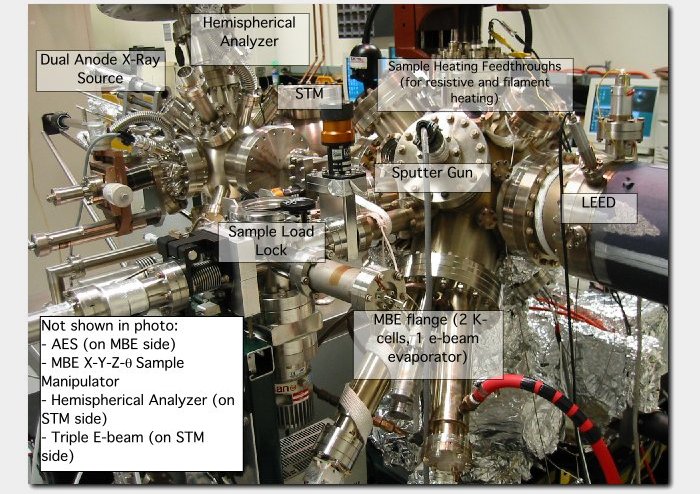 Hemispherical
Analyzer
Dual Anode X-Ray
Source
Sample Heating Feedthroughs
(for resistive and filament
heating)
STM
Sputter Gun
LEED
Sample Load
Lock
MBE flange (2 K-
cells, 1 e-beam
evaporator)
Not shown in photo:
- AES (on MBE side)
- MBE X-Y-Z-θ Sample
Manipulator
- Hemispherical Analyzer (on
STM side)
- Triple E-beam (on STM
side)